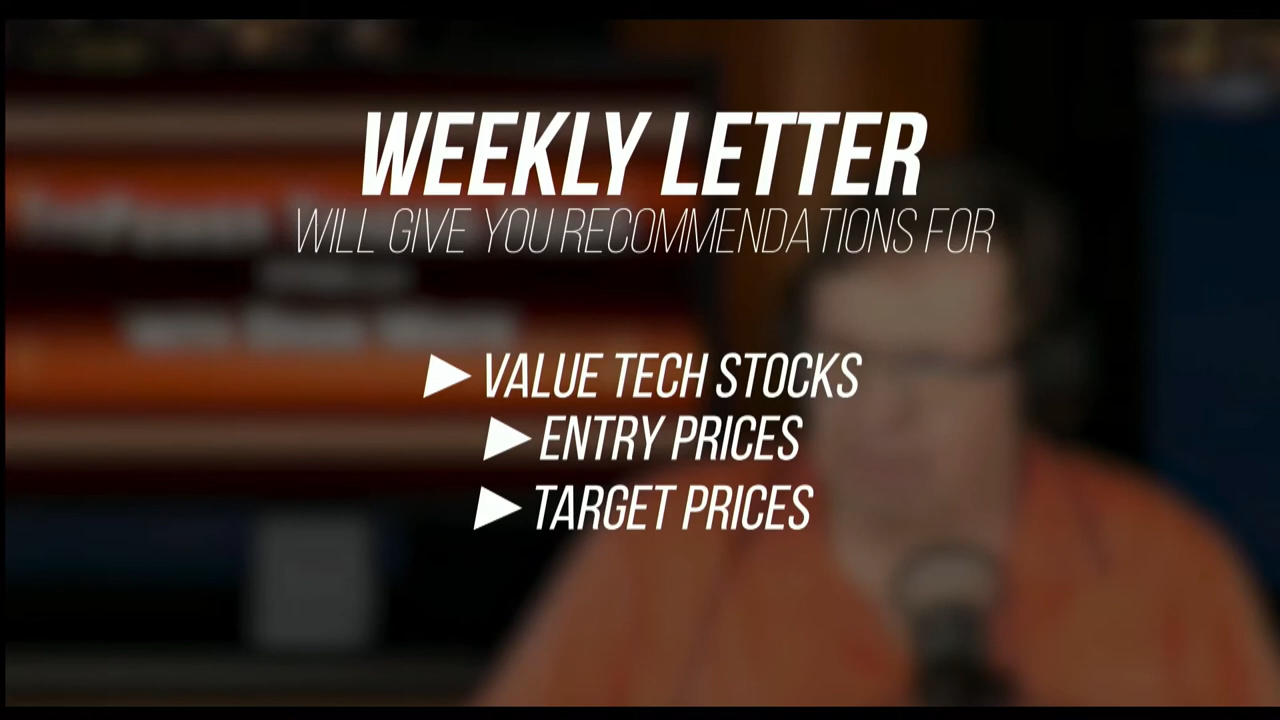 WEEKLY LETTER
WILL GIVE YOU RECOMMENDATIONS FOR
▶ VALUE TECH STOCKS
▶ ENTRY PRICES
▶ TARGET PRICES